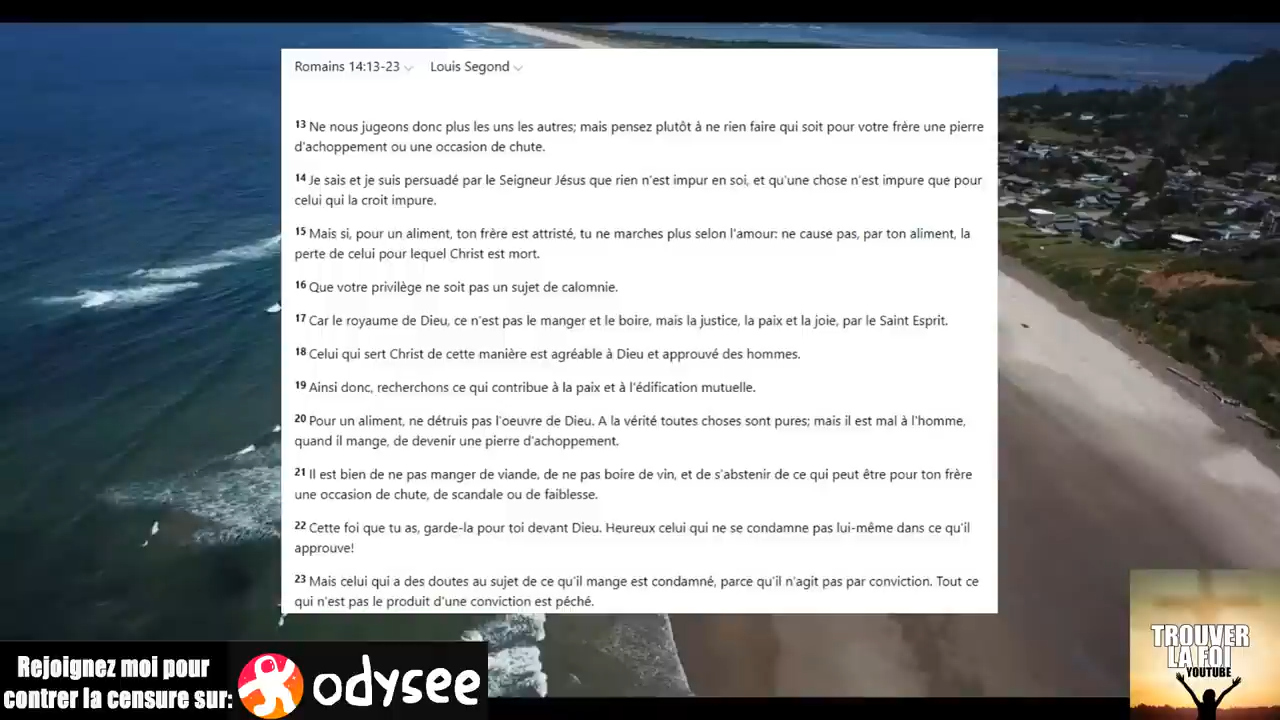 Romains 14:13-23 Louis Segond
13 Ne nous jugeons donc plus les uns les autres; mais pensez plutôt à ne rien faire qui soit pour votre frère une pierre
d'achoppement ou une occasion de chute.
14 Je sais et je suis persuadé par le Seigneur Jésus que rien n'est impur en soi, et qu'une chose n'est impure que pour
celui qui la croit impure.
15 Mais si, pour un aliment, ton frère est attristé, tu ne marches plus selon l'amour: ne cause pas, par ton aliment, la
perte de celui pour lequel Christ est mort.
16 Que votre privilège ne soit pas un sujet de calomnie.
17 Car le royaume de Dieu, ce n'est pas le manger et le boire, mais la justice, la paix et la joie, par le Saint Esprit.
18 Celui qui sert Christ de cette manière est agréable à Dieu et approuvé des hommes.
19 Ainsi donc, recherchons ce qui contribue à la paix et à l'édification mutuelle.
20 Pour un aliment, ne détruis pas l'oeuvre de Dieu. A la vérité toutes choses sont pures; mais il est mal à l'homme,
quand il mange, de devenir une pierre d'achoppement.
21 Il est bien de ne pas manger de viande, de ne pas boire de vin, et de s'abstenir de ce qui peut être pour ton frère
une occasion de chute, de scandale ou de faiblesse.
22 Cette foi que tu as, garde-la pour toi devant Dieu. Heureux celui qui ne se condamne pas lui-même dans ce qu'il
approuve!
23 Mais celui qui a des doutes au sujet de ce qu'il mange est condamné, parce qu'il n'agit pas par conviction. Tout ce
qui n'est pas le produit d'une conviction est péché.
Rejoignez moi pour
contrer la censure sur:
odysee
TROUVER
LA FOI
YOUTUBE